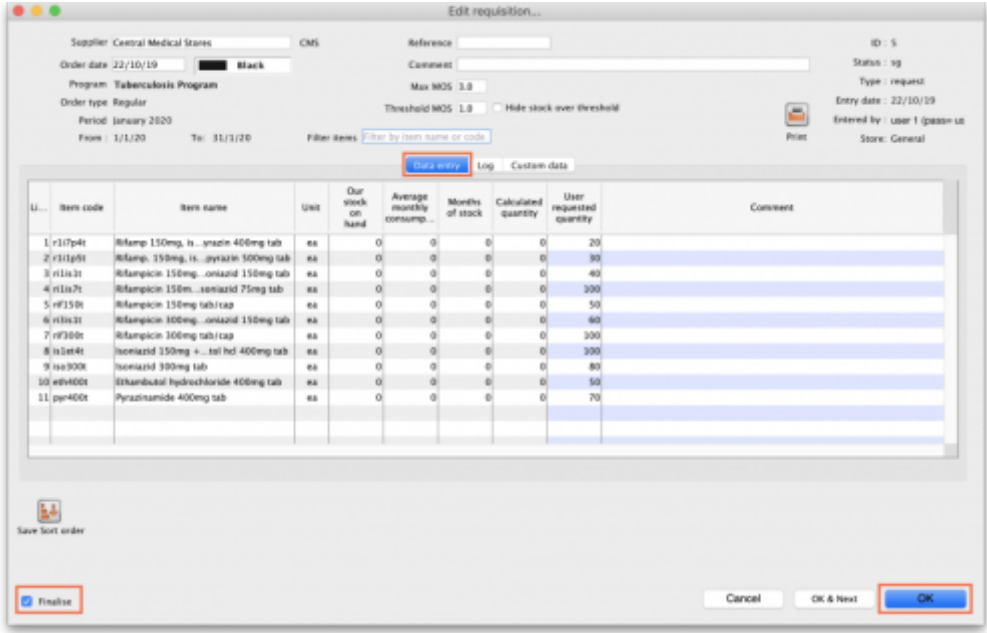 Edit requisition...
Supplier Central Medical Stores CMS Reference ID : 5
Order date 22/10/19 Black Comment Status : sg
Program Tuberculosis Program Max MOS 3.0 Type : request
Order type Regular Threshold MOS 1.0 Hide stock over threshold Entry date : 22/10/19
Period January 2020 Entered by : user 1 (pass= us
From : 1/1/20 To: 31/1/20 Filter items Filter by item name or code Print Store: General
Data entry Log Custom data
Li... Item code Item name Unit Our stock on hand Average monthly consump... Months of stock Calculated quantity User requested quantity Comment
1 r1i7p4t Rifamp 150mg, is...yrazin 400mg tab ea 0 0 0 0 20
2 r1i1p5t Rifamp. 150mg, is...pyrazin 500mg tab ea 0 0 0 0 30
3 ri1is1t Rifampicin 150mg...oniazid 150mg tab ea 0 0 0 0 40
4 ri1is7t Rifampicin 150m...soniazid 75mg tab ea 0 0 0 0 100
5 rif150t Rifampicin 150mg tab/cap ea 0 0 0 0 50
6 ri3is1t Rifampicin 300mg...oniazid 150mg tab ea 0 0 0 0 60
7 rif300t Rifampicin 300mg tab/cap ea 0 0 0 0 100
8 is1et4t Isoniazid 150mg +...tol hcl 400mg tab ea 0 0 0 0 100
9 iso300t Isoniazid 300mg tab ea 0 0 0 0 80
10 eth400t Ethambutol hydrochloride 400mg tab ea 0 0 0 0 50
11 pyr400t Pyrazinamide 400mg tab ea 0 0 0 0 70
Save Sort order
Finalise Cancel OK & Next OK